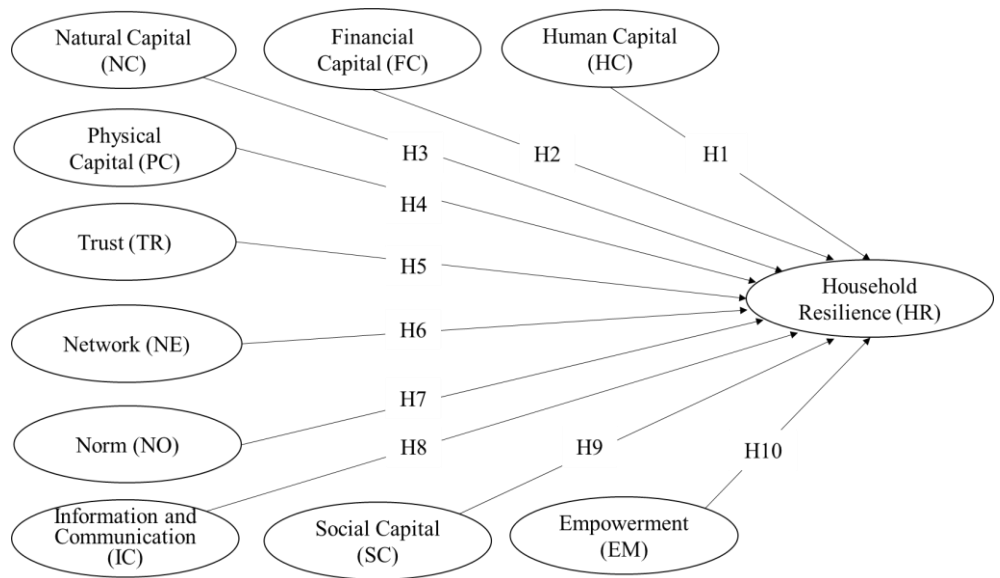 Natural Capital
(NC)
Financial
Capital (FC)
Human Capital
(HC)
Physical
Capital (PC)
H3
H2
H1
H4
Trust (TR)
H5
Household
Resilience (HR)
Network (NE)
H6
H7
Norm (NO)
H8
H9
H10
Information and
Communication
(IC)
Social Capital
(SC)
Empowerment
(EM)